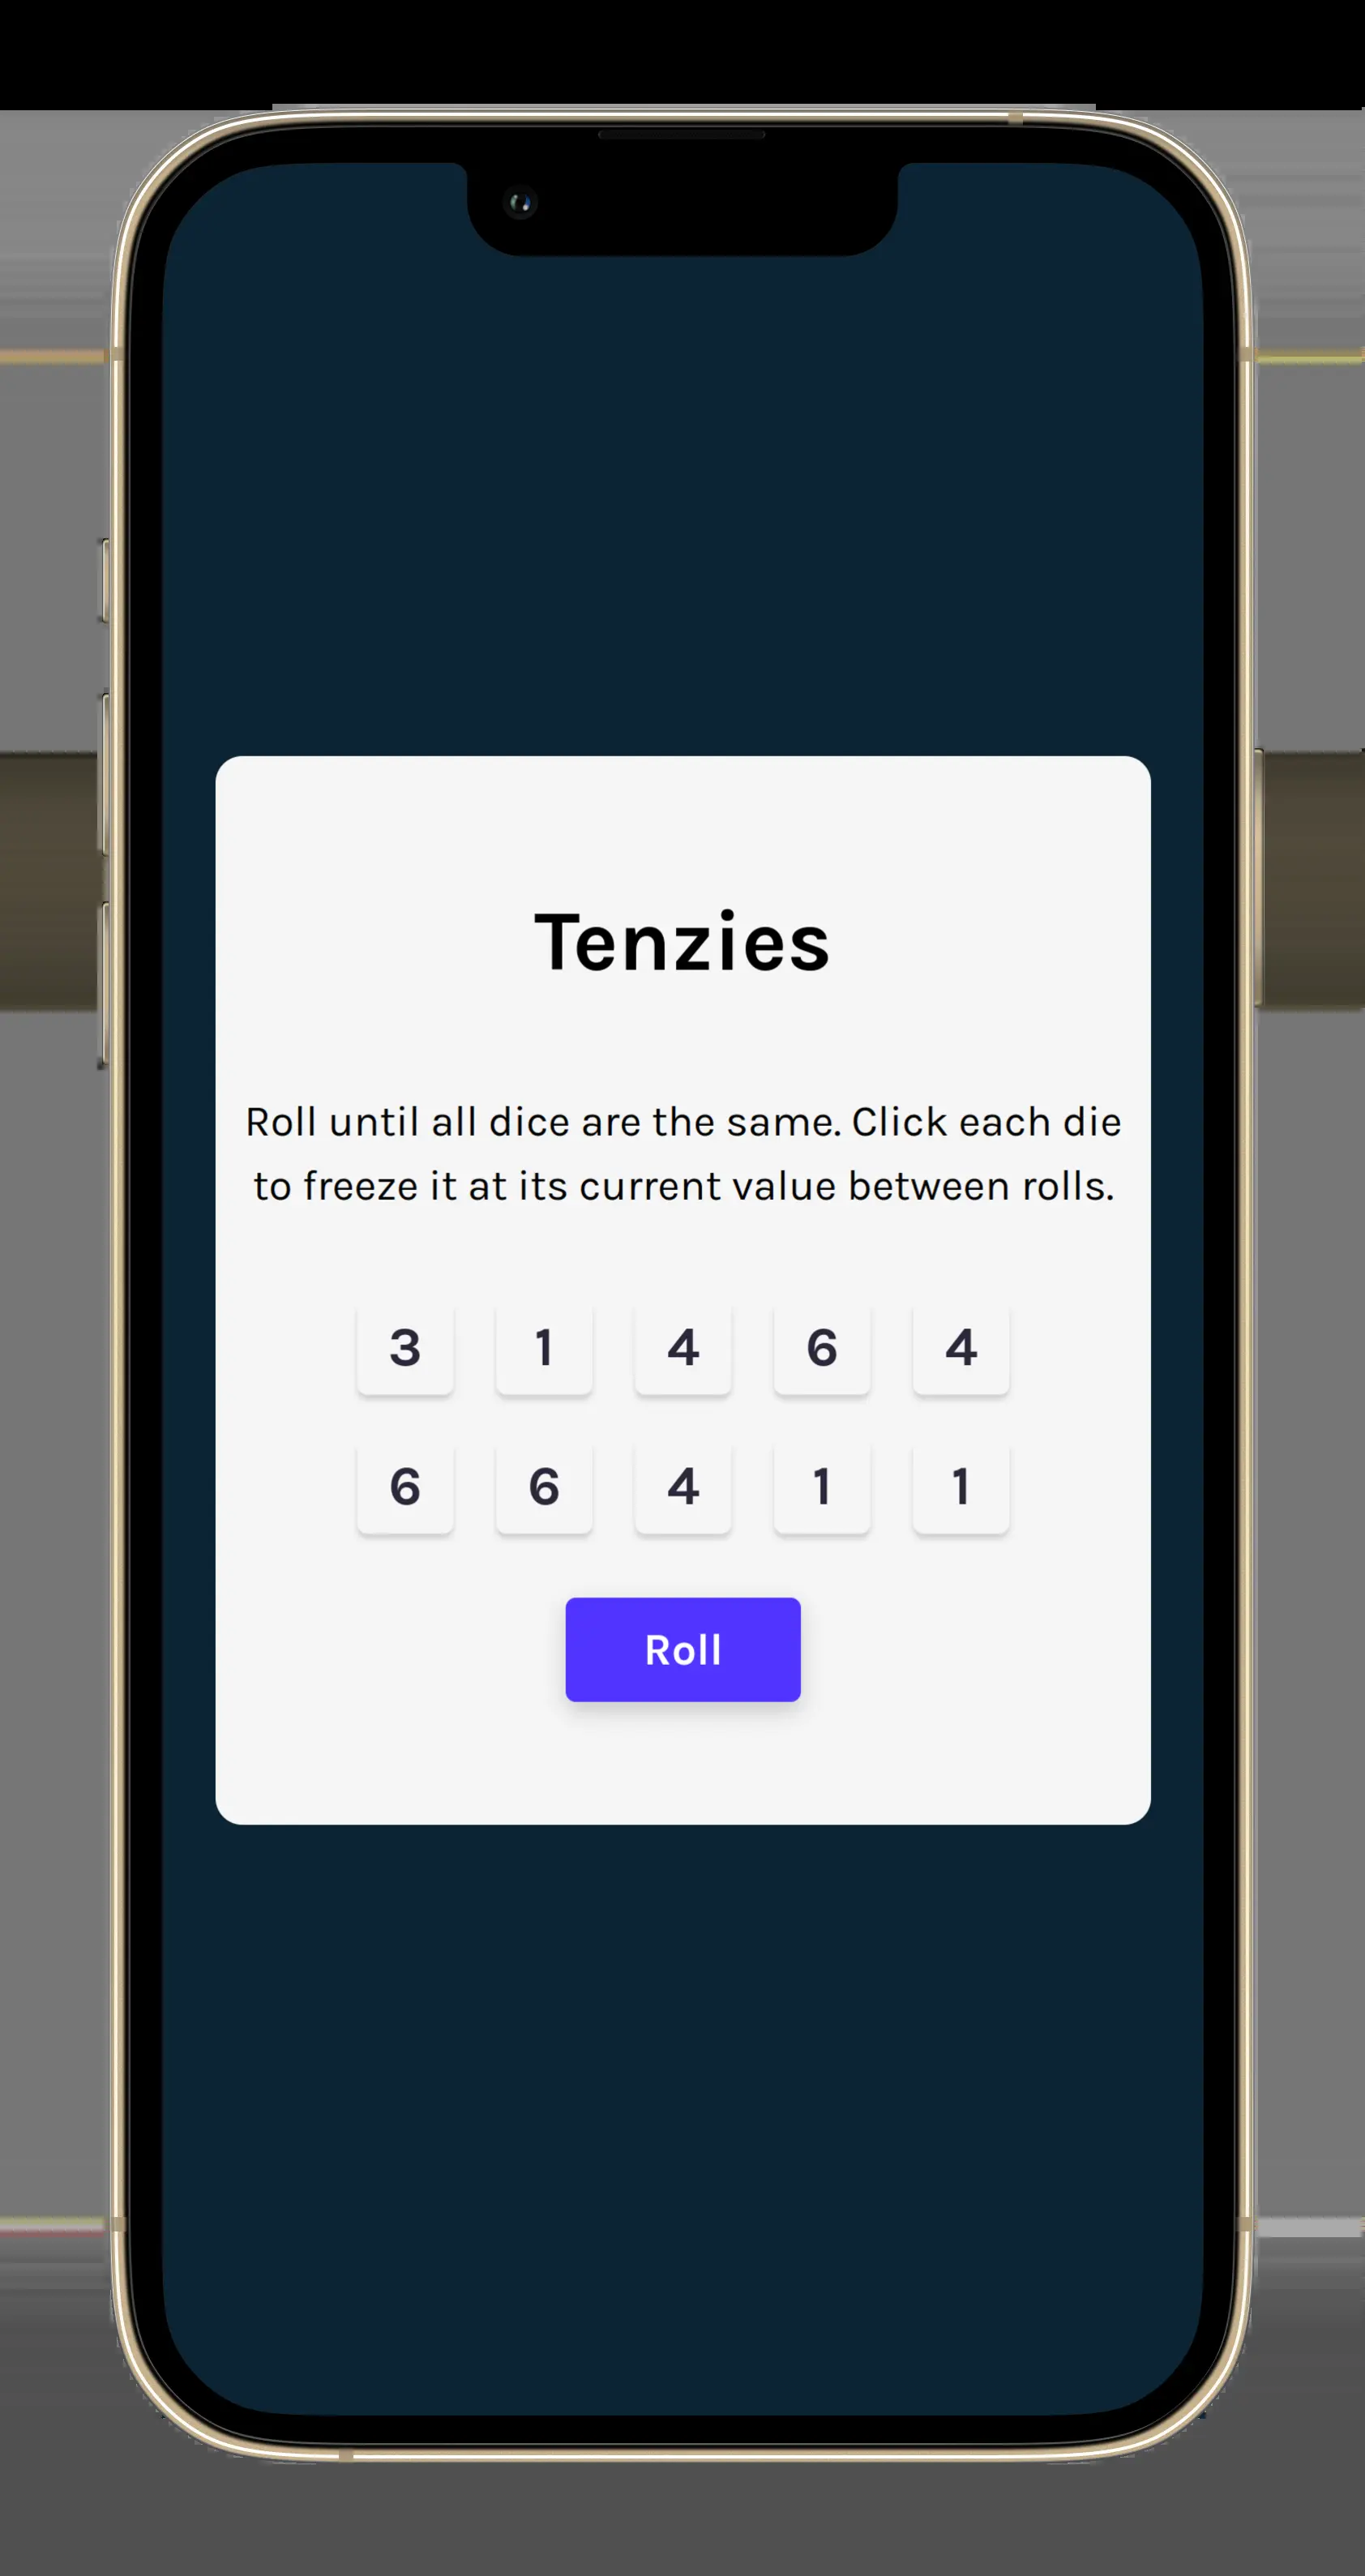 Tenzies
Roll until all dice are the same. Click each die
to freeze it at its current value between rolls.
3 1 4 6 4
6 6 4 1 1
Roll